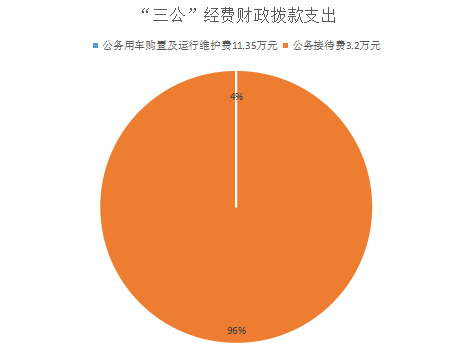 “三公”经费财政拨款支出
公务用车购置及运行维护费11.35万元 公务接待费3.2万元
4%
96%